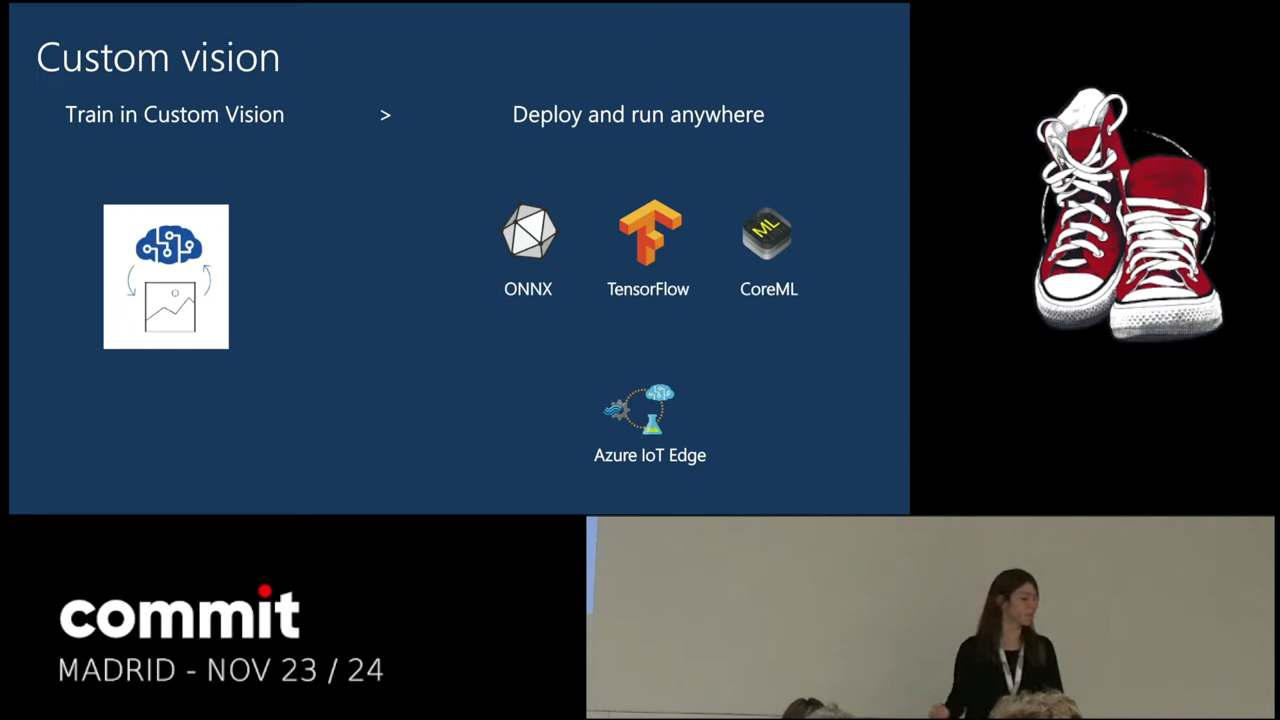 Custom vision
Train in Custom Vision > Deploy and run anywhere
ML
ONNX TensorFlow CoreML
Azure IoT Edge
commit
MADRID - NOV 23 / 24